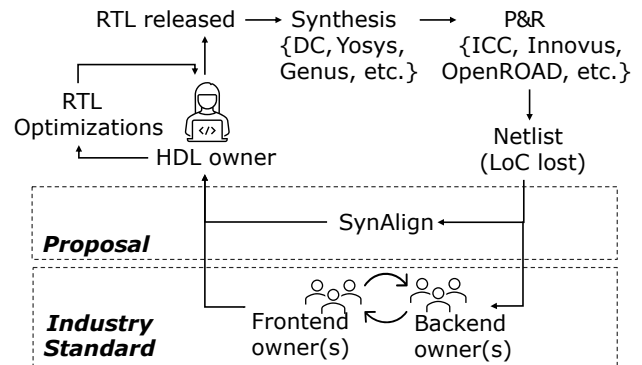 RTL released
Synthesis
{DC, Yosys,
Genus, etc.}
P&R
{ICC, Innovus,
OpenROAD, etc.}
RTL
Optimizations
</>
HDL owner
Netlist
(LoC lost)
SynAlign
Proposal
Industry
Standard
Frontend
owner(s)
Backend
owner(s)